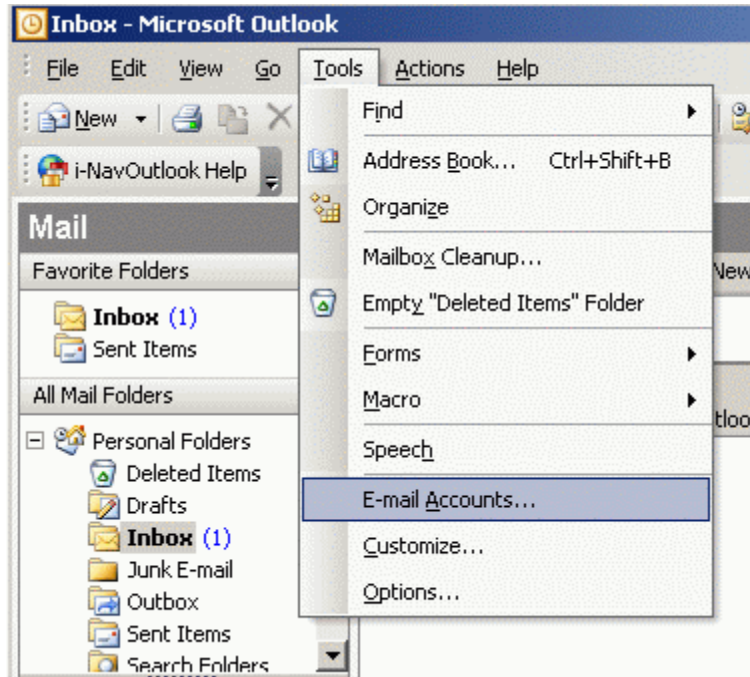 Inbox - Microsoft Outlook
File Edit View Go Tools Actions Help
New
i-NavOutlook Help
Find
Address Book... Ctrl+Shift+B
Organize
Mailbox Cleanup...
Empty "Deleted Items" Folder
Forms
Macro
Speech
E-mail Accounts...
Customize...
Options...
Mail
Favorite Folders
Inbox (1)
Sent Items
All Mail Folders
Personal Folders
Deleted Items
Drafts
Inbox (1)
Junk E-mail
Outbox
Sent Items
Search Folders
New
tloo